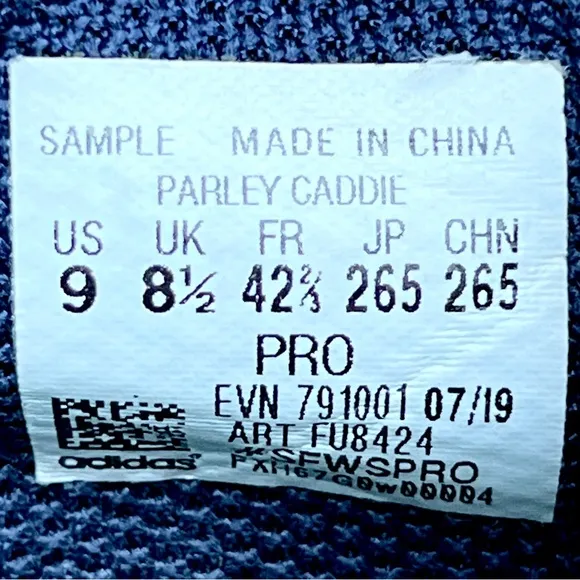 SAMPLE MADE IN CHINA
PARLEY CADDIE
US UK FR JP CHN
9 8½ 42⅔ 265 265
PRO
EVN 791001 07/19
ART FU8424
*SFWSPRO
adidas